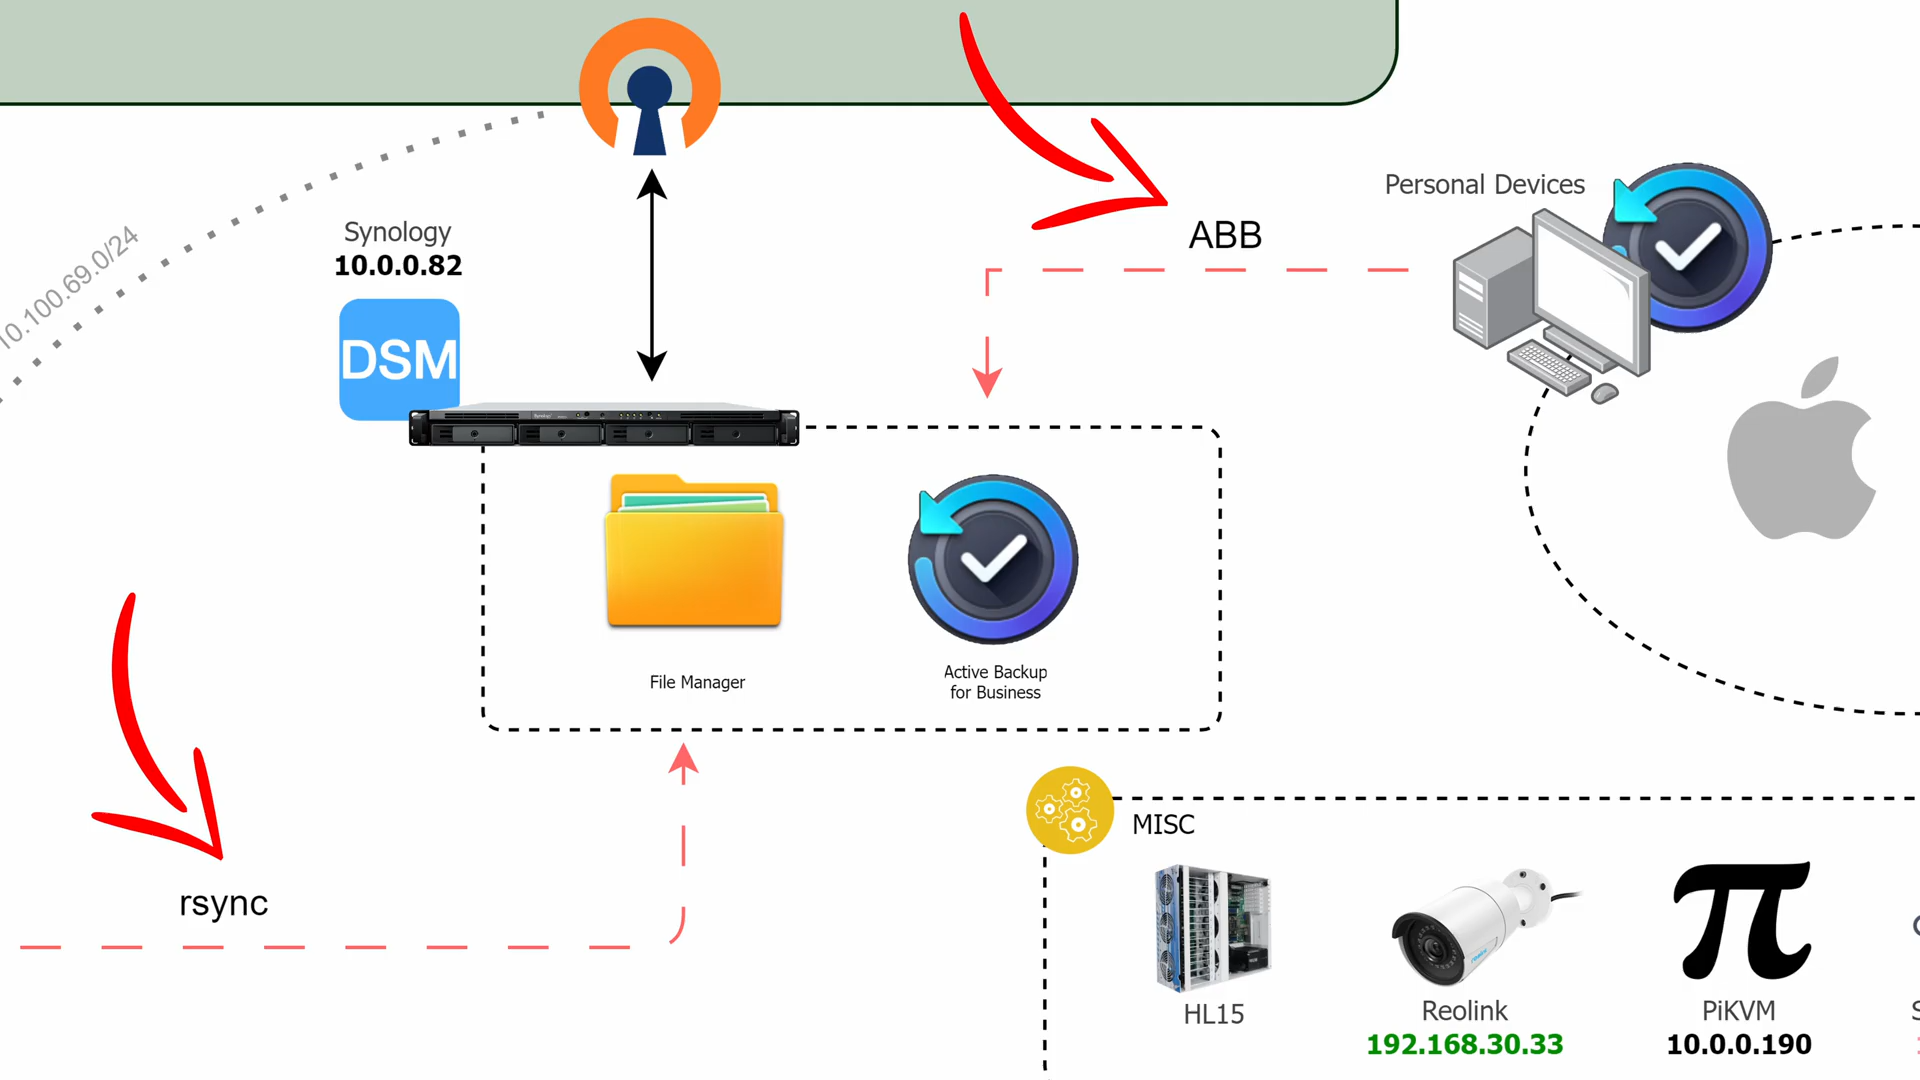 Personal Devices
10.100.69.0/24
Synology
10.0.0.82
ABB
DSM
File Manager
Active Backup
for Business
MISC
rsync
HL15
Reolink
192.168.30.33
PiKVM
10.0.0.190